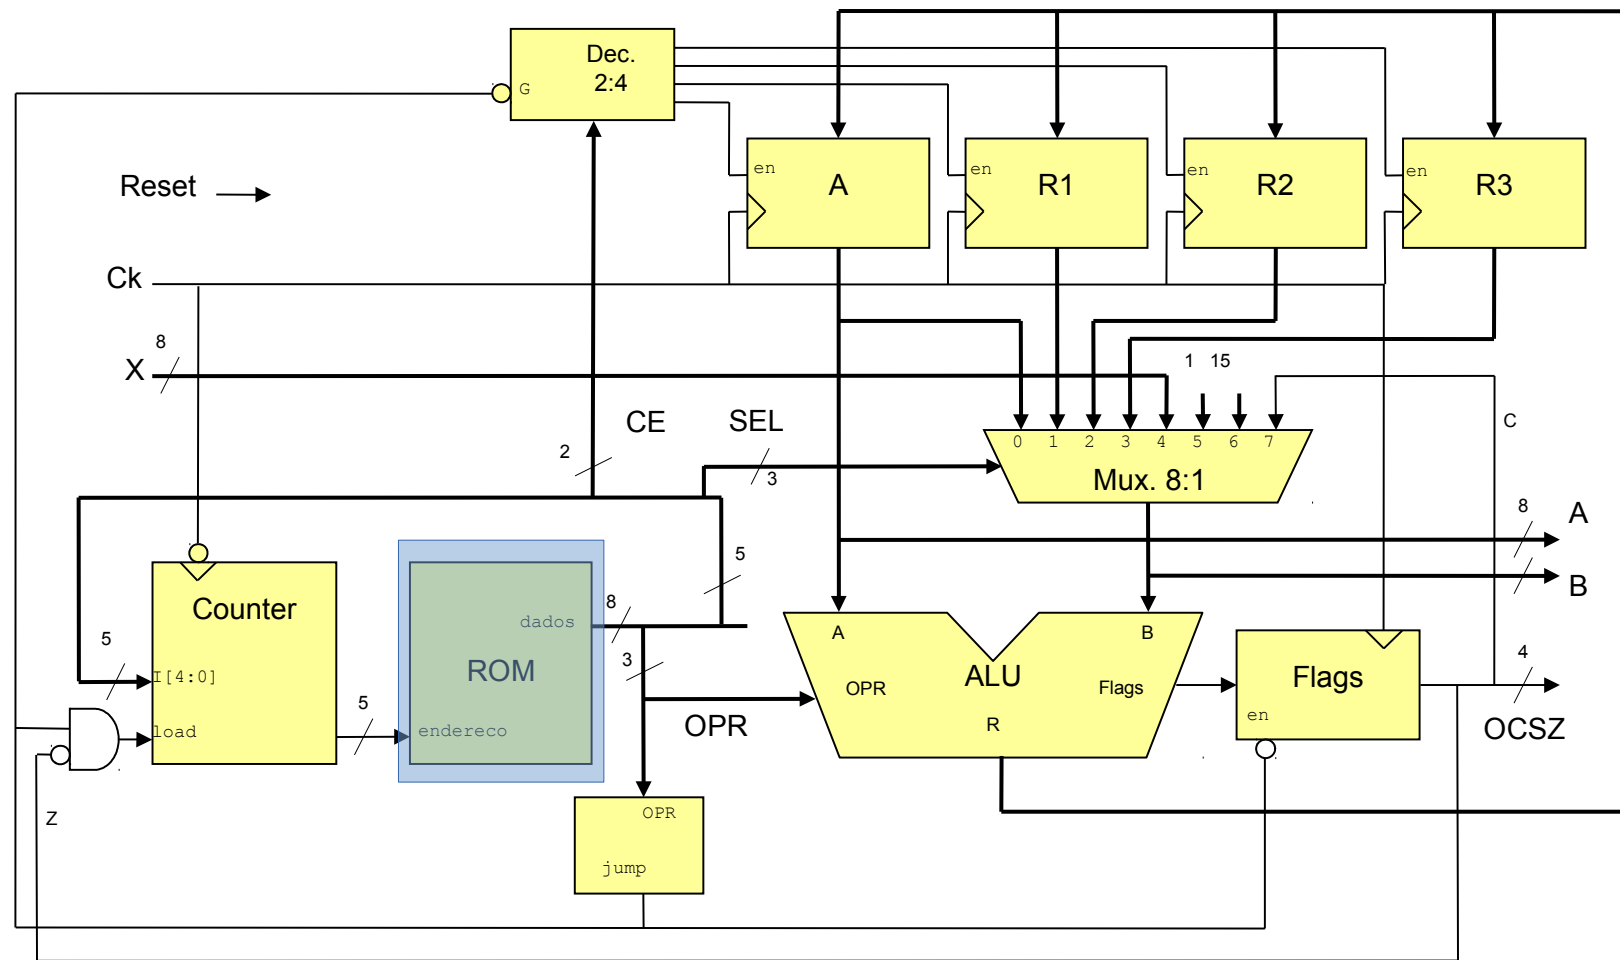 Dec.
2:4
G
Reset
en
A
en
R1
en
R2
en
R3
Ck
8
X
1 15
C
CE
SEL
2
3
0 1 2 3 4 5 6 7
Mux. 8:1
8
A
B
5
Counter
8
dados
5
I[4:0]
ROM
3
A
B
OPR
ALU
Flags
R
Flags
en
4
OCSZ
load
5
endereco
OPR
Z
OPR
jump